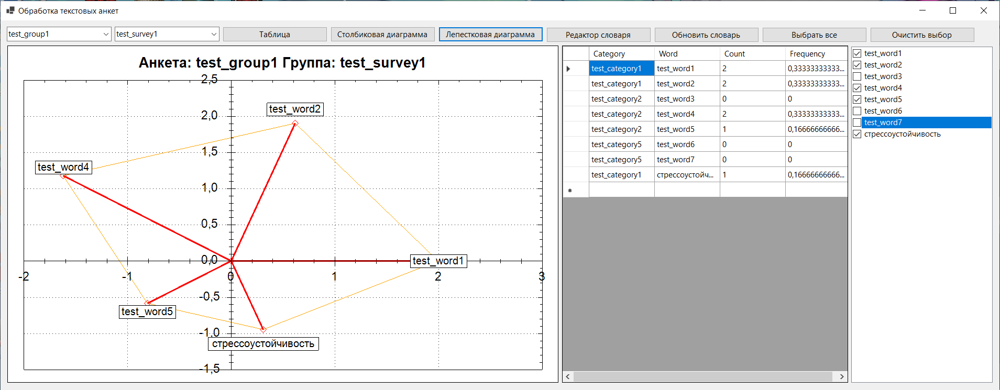 Обработка текстовых анкет
test_group1 test_survey1 Таблица Столбиковая диаграмма Лепестковая диаграмма Редактор словаря Обновить словарь Выбрать все Очистить выбор
Анкета: test_group1 Группа: test_survey1
2,5
test_word2
2,0
1,5
test_word4
1,0
0,5
0,0
test_word1
-2 -1 0 1 2 3
-0,5
test_word5
-1,0
стрессоустойчивость
-1,5
Category Word Count Frequency
test_category1 test_word1 2 0,33333333333...
test_category1 test_word2 2 0,33333333333...
test_category2 test_word3 0 0
test_category2 test_word4 2 0,33333333333...
test_category2 test_word5 1 0,16666666666...
test_category5 test_word6 0 0
test_category5 test_word7 0 0
test_category1 стрессоустойч... 1 0,16666666666...
test_word1
test_word2
test_word3
test_word4
test_word5
test_word6
test_word7
стрессоустойчивость